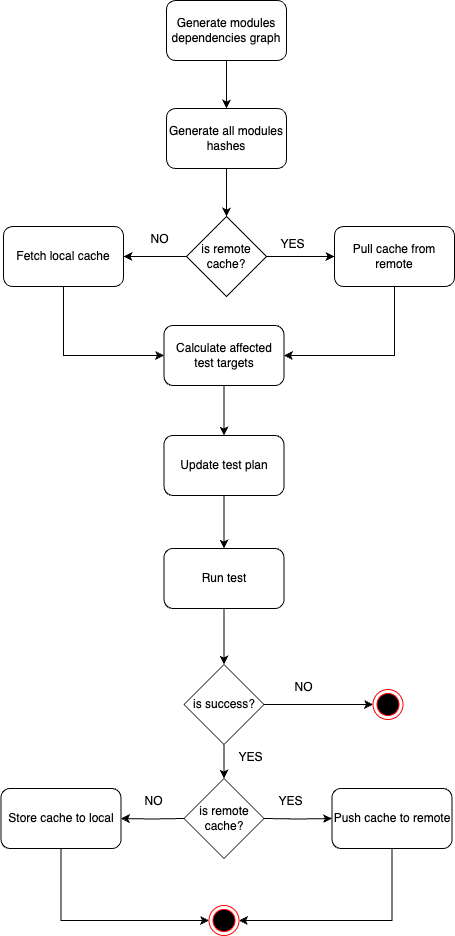 Generate modules
dependencies graph
Generate all modules
hashes
is remote
cache?
NO
YES
Fetch local cache
Pull cache from
remote
Calculate affected
test targets
Update test plan
Run test
is success?
NO
YES
is remote
cache?
NO
YES
Store cache to local
Push cache to remote